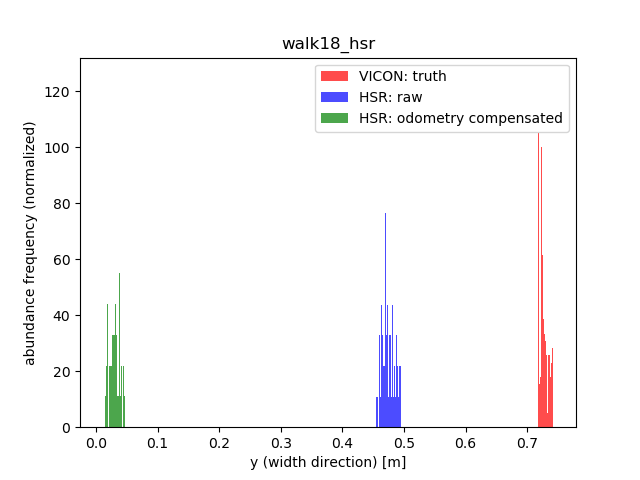 walk18_hsr
VICON: truth
HSR: raw
HSR: odometry compensated
abundance frequency (normalized)
120
100
80
60
40
20
0
0.0 0.1 0.2 0.3 0.4 0.5 0.6 0.7
y (width direction) [m]